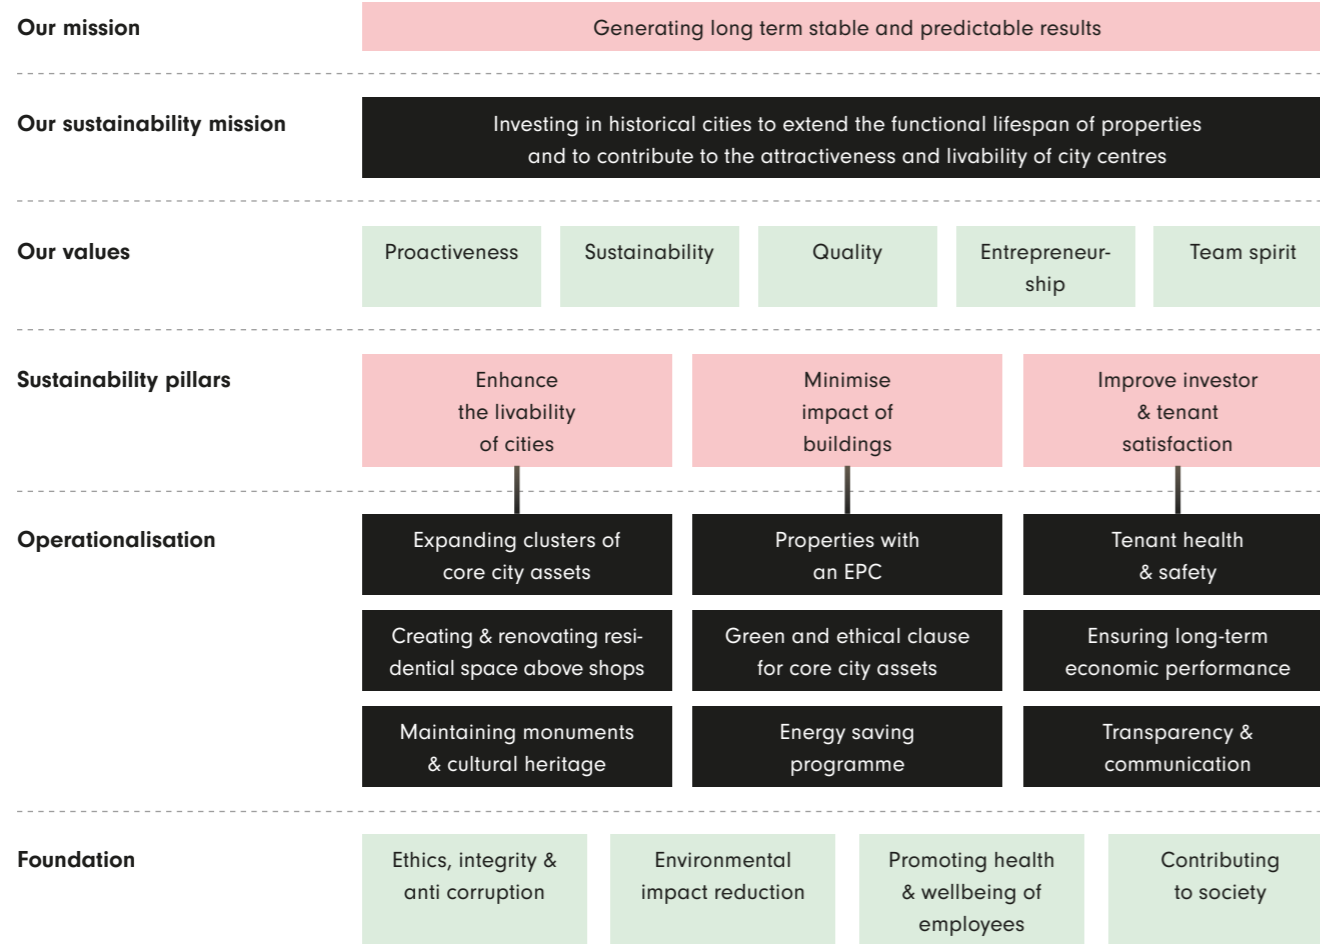 Our mission
Generating long term stable and predictable results
Our sustainability mission
Investing in historical cities to extend the functional lifespan of properties
and to contribute to the attractiveness and livability of city centres
Our values
Proactiveness
Sustainability
Quality
Entrepreneur-
ship
Team spirit
Sustainability pillars
Enhance
the livability
of cities
Minimise
impact of
buildings
Improve investor
& tenant
satisfaction
Operationalisation
Expanding clusters of
core city assets
Properties with
an EPC
Tenant health
& safety
Creating & renovating resi-
dential space above shops
Green and ethical clause
for core city assets
Ensuring long-term
economic performance
Maintaining monuments
& cultural heritage
Energy saving
programme
Transparency &
communication
Foundation
Ethics, integrity &
anti corruption
Environmental
impact reduction
Promoting health
& wellbeing of
employees
Contributing
to society